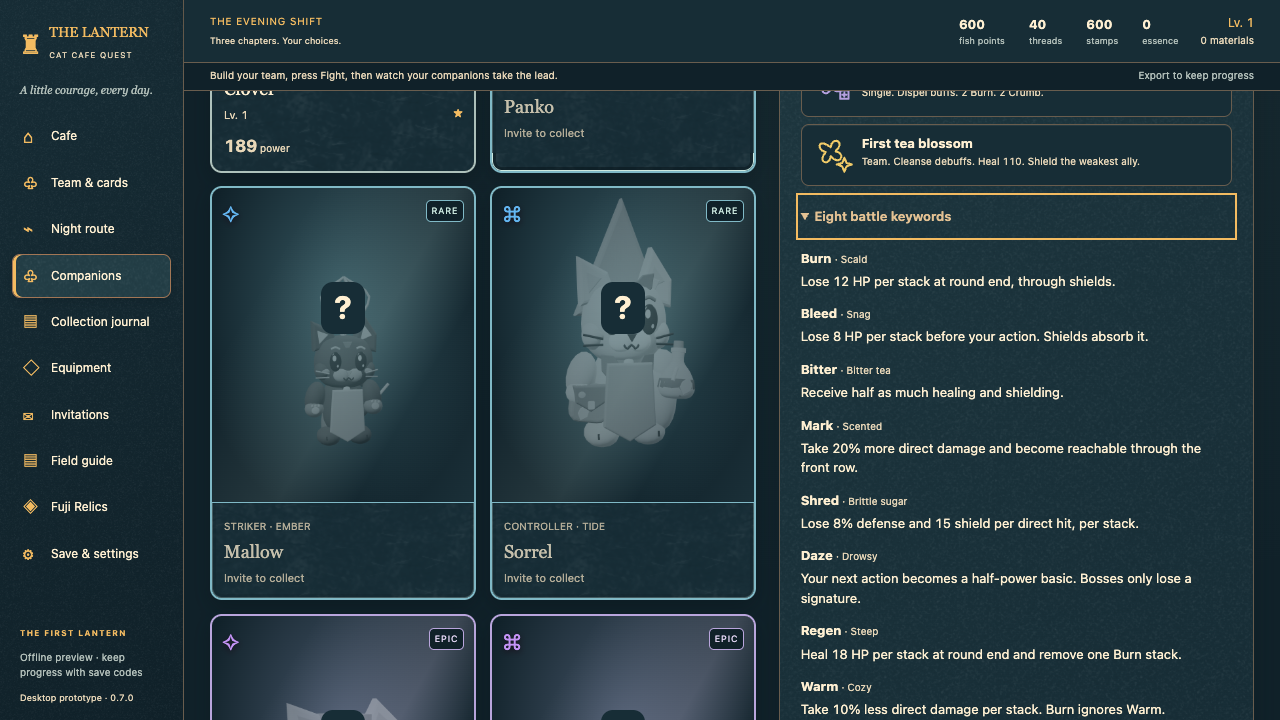 THE LANTERN
CAT CAFE QUEST
A little courage, every day.
Cafe
Team & cards
Night route
Companions
Collection journal
Equipment
Invitations
Field guide
Fuji Relics
Save & settings
THE FIRST LANTERN
Offline preview · keep
progress with save codes
Desktop prototype · 0.7.0
THE EVENING SHIFT
Three chapters. Your choices.
600
fish points
40
threads
600
stamps
0
essence
Lv. 1
0 materials
Build your team, press Fight, then watch your companions take the lead.
Export to keep progress
Clover
Lv. 1
189 power
Panko
Invite to collect
RARE
?
STRIKER · EMBER
Mallow
Invite to collect
RARE
?
CONTROLLER · TIDE
Sorrel
Invite to collect
EPIC
EPIC
Single. Dispel buffs. 2 Burn. 2 Crumb.
First tea blossom
Team. Cleanse debuffs. Heal 110. Shield the weakest ally.
Eight battle keywords
Burn · Scald
Lose 12 HP per stack at round end, through shields.
Bleed · Snag
Lose 8 HP per stack before your action. Shields absorb it.
Bitter · Bitter tea
Receive half as much healing and shielding.
Mark · Scented
Take 20% more direct damage and become reachable through the
front row.
Shred · Brittle sugar
Lose 8% defense and 15 shield per direct hit, per stack.
Daze · Drowsy
Your next action becomes a half-power basic. Bosses only lose a
signature.
Regen · Steep
Heal 18 HP per stack at round end and remove one Burn stack.
Warm · Cozy
Take 10% less direct damage per stack. Burn ignores Warm.